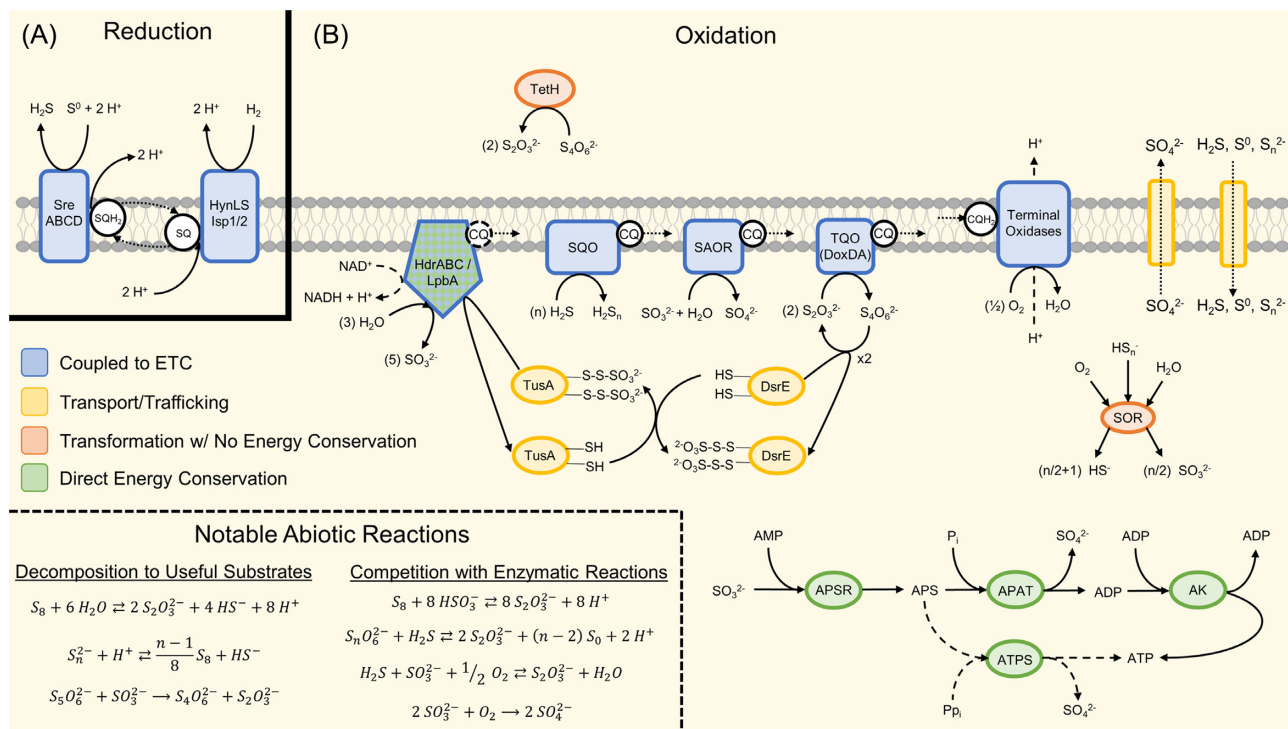 (A)
Reduction
H₂S
S⁰ + 2 H⁺
2 H⁺
H₂
2 H⁺
Sre
ABCD
SQH₂
SQ
HynLS
Isp1/2
2 H⁺
(B)
Oxidation
TetH
(2) S₂O₃²⁻
S₄O₆²⁻
HdrABC /
LpbA
CQ
NAD⁺
NADH + H⁺
(3) H₂O
(5) SO₃²⁻
SQO
CQ
(n) H₂S
H₂Sₙ
SAOR
CQ
SO₃²⁻ + H₂O
SO₄²⁻
TQO
(DoxDA)
CQ
(2) S₂O₃²⁻
S₄O₆²⁻
x2
CQH₂
H⁺
Terminal
Oxidases
(½) O₂
H₂O
H⁺
SO₄²⁻
SO₄²⁻
H₂S, S⁰, Sₙ²⁻
H₂S, S⁰, Sₙ²⁻
TusA
S-S-SO₃²⁻
S-S-SO₃²⁻
HS
HS
DsrE
TusA
SH
SH
²⁻O₃S-S-S
²⁻O₃S-S-S
DsrE
HSₙ⁻
O₂
H₂O
SOR
(n/2+1) HS⁻
(n/2) SO₃²⁻
Coupled to ETC
Transport/Trafficking
Transformation w/ No Energy Conservation
Direct Energy Conservation
Notable Abiotic Reactions
Decomposition to Useful Substrates
S₈ + 6 H₂O ⇄ 2 S₂O₃²⁻ + 4 HS⁻ + 8 H⁺
Sₙ²⁻ + H⁺ ⇄ n − 1 / 8 S₈ + HS⁻
S₅O₆²⁻ + SO₃²⁻ → S₄O₆²⁻ + S₂O₃²⁻
Competition with Enzymatic Reactions
S₈ + 8 HSO₃⁻ ⇄ 8 S₂O₃²⁻ + 8 H⁺
SₙO₆²⁻ + H₂S ⇄ 2 S₂O₃²⁻ + (n − 2) S₀ + 2 H⁺
H₂S + SO₃²⁻ + 1/2 O₂ ⇄ S₂O₃²⁻ + H₂O
2 SO₃²⁻ + O₂ → 2 SO₄²⁻
AMP
Pᵢ
SO₄²⁻
ADP
ADP
SO₃²⁻
APSR
APS
APAT
ADP
AK
ATPS
ATP
Ppᵢ
SO₄²⁻